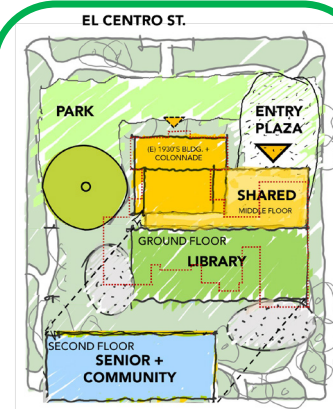 EL CENTRO ST.
PARK
ENTRY
PLAZA
(E) 1930'S BLDG. +
COLONNADE
SHARED
MIDDLE FLOOR
GROUND FLOOR
LIBRARY
SECOND FLOOR
SENIOR +
COMMUNITY